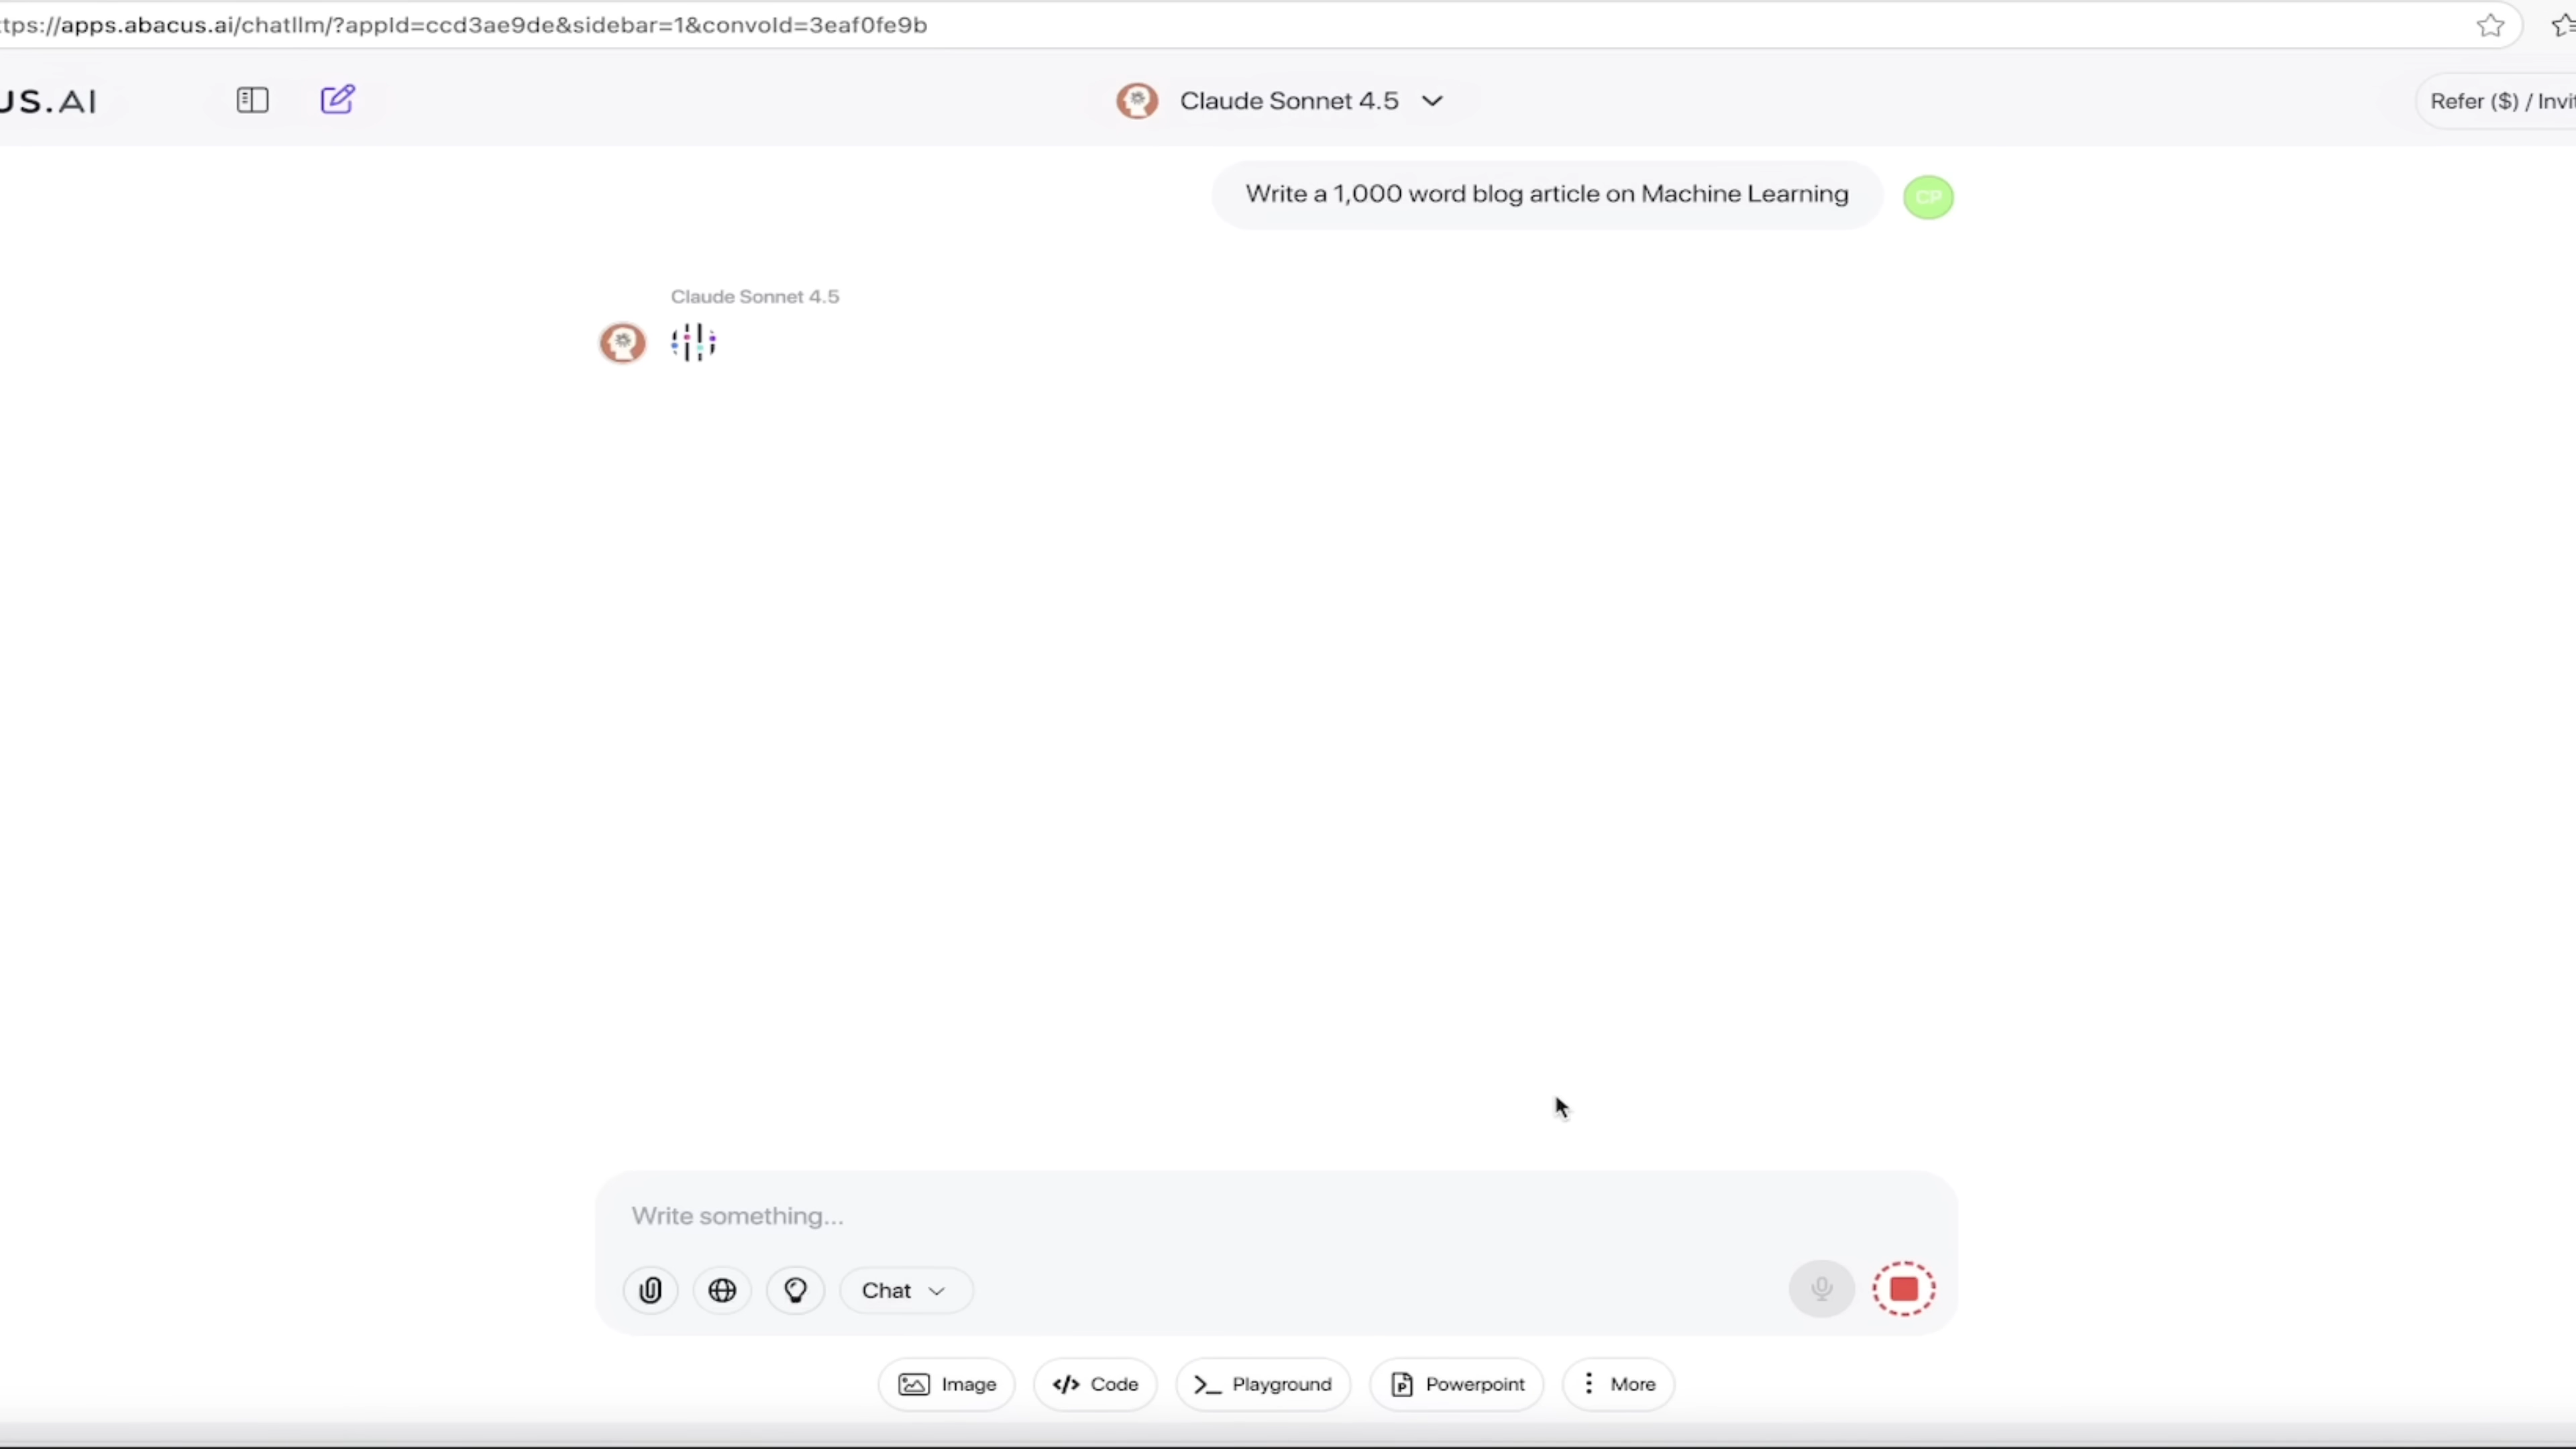 tps://apps.abacus.ai/chatllm/?appId=ccd3ae9de&sidebar=1&convoId=3eaf0fe9b
US.AI
Claude Sonnet 4.5
Refer ($) / Invit
Write a 1,000 word blog article on Machine Learning
CP
Claude Sonnet 4.5
Write something...
Chat
Image
</> Code
>_ Playground
Powerpoint
More